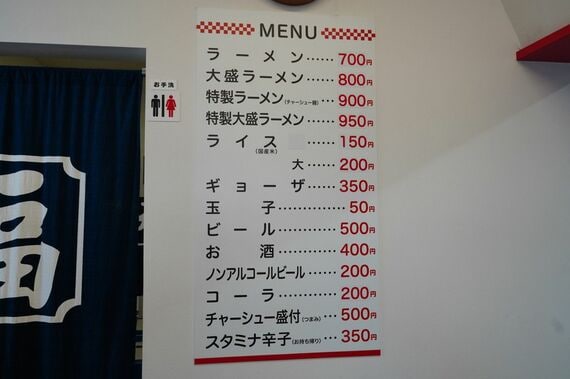 MENU
ラーメン……700円
大盛ラーメン……800円
特製ラーメン(チャーシュー麺)…900円
特製大盛ラーメン……950円
ライス……150円
(国産米)
大……200円
ギョーザ……350円
玉子……………50円
ビール……500円
お酒……400円
ノンアルコールビール……200円
コーラ……200円
チャーシュー盛付(つまみ)…500円
スタミナ辛子(お持ち帰り)…350円
お手洗
福